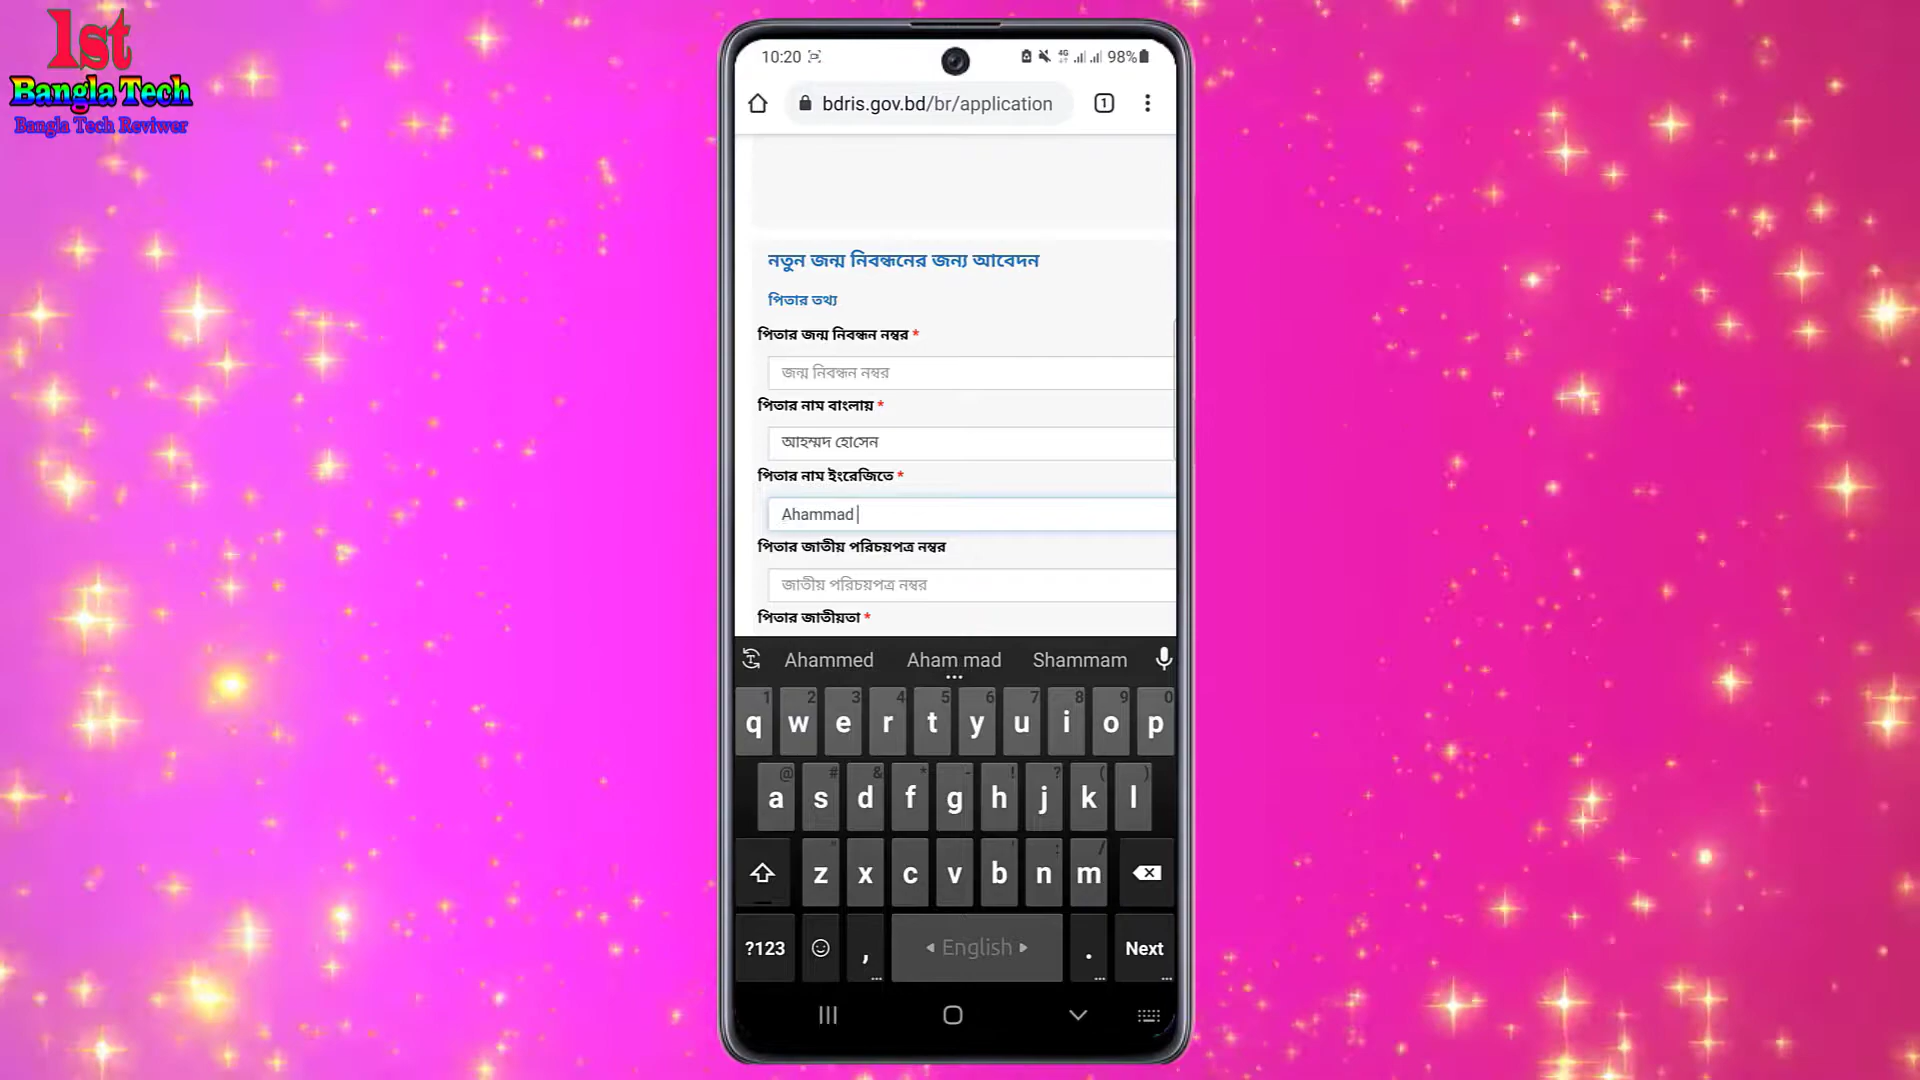 1st
Bangla Tech
Bangla Tech Reviwer
10:20 4G 98%
bdris.gov.bd/br/application 1
নতুন জন্ম নিবন্ধনের জন্য আবেদন
পিতার তথ্য
পিতার জন্ম নিবন্ধন নম্বর *
জন্ম নিবন্ধন নম্বর
পিতার নাম বাংলায় *
আহম্মদ হোসেন
পিতার নাম ইংরেজিতে *
Ahammad
পিতার জাতীয় পরিচয়পত্র নম্বর
জাতীয় পরিচয়পত্র নম্বর
পিতার জাতীয়তা *
Ahammed Aham mad Shammam
1 2 3 4 5 6 7 8 9 0
q w e r t y u i o p
@ # & * - ! ? ( )
a s d f g h j k l
" ' : /
z x c v b n m
?123 , English . Next